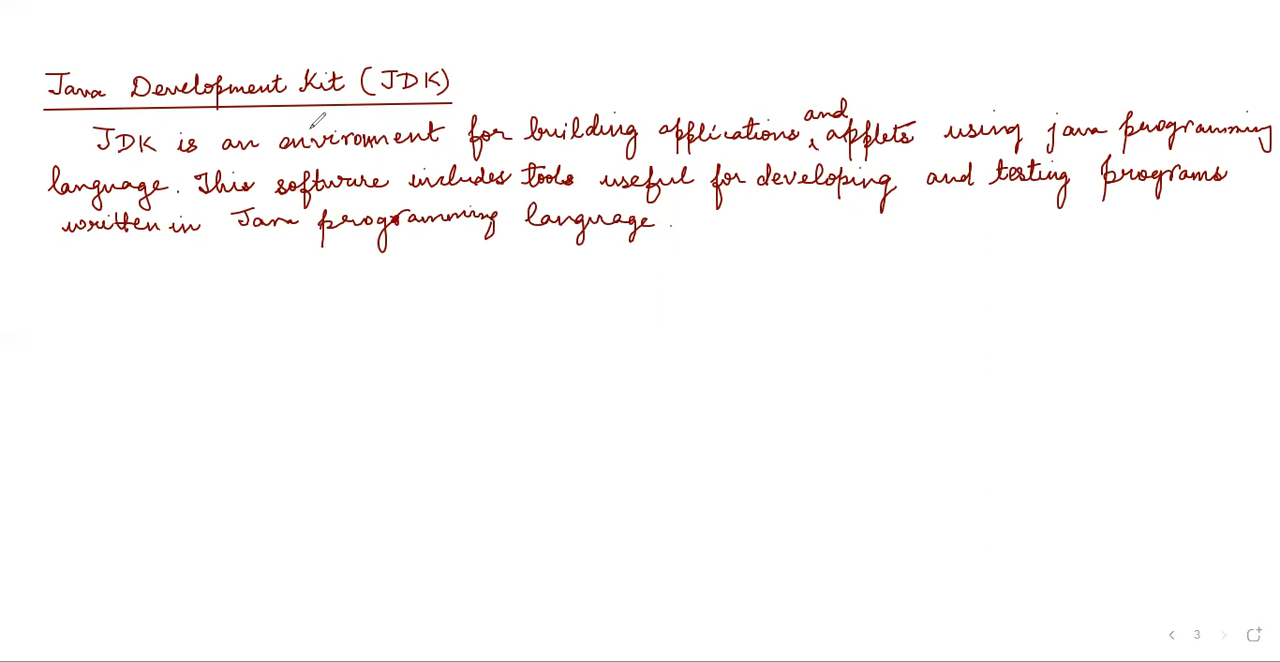 Java Development Kit (JDK)
JDK is an enviroment for building applications and applets using java programming
language. This software includes tools useful for developing and testing programs
written in Java programming language.
3